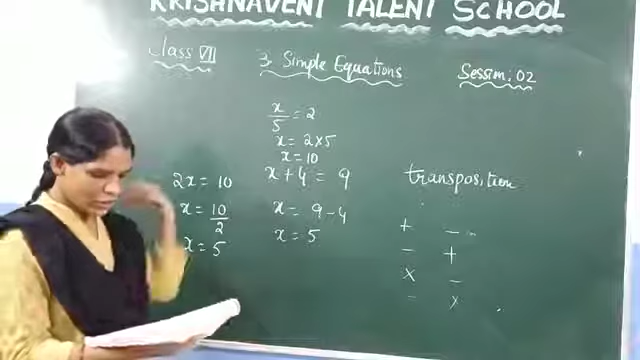 KRISHNAVENI TALENT SCHOOL
Class VII
3. Simple Equations
Session: 02
x/5 = 2
x = 2×5
x = 10
2x = 10
x = 10/2
x = 5
x + 4 = 9
x = 9 - 4
x = 5
transposition
+ -
- +
× -
- ×